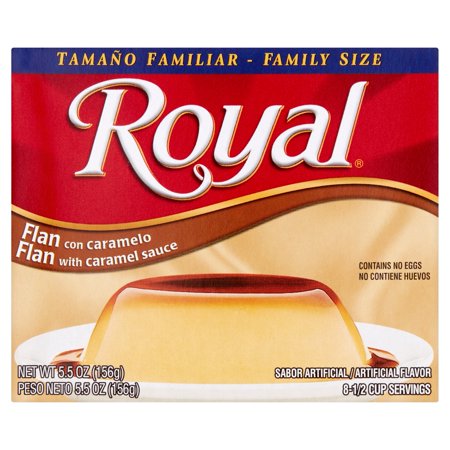 TAMAÑO FAMILIAR - FAMILY SIZE
Royal®
Flan con caramelo
Flan with caramel sauce
CONTAINS NO EGGS
NO CONTIENE HUEVOS
NET WT 5.5 OZ (156g)
PESO NETO 5.5 OZ (156g)
SABOR ARTIFICIAL/ARTIFICIAL FLAVOR
8-1/2 CUP SERVINGS